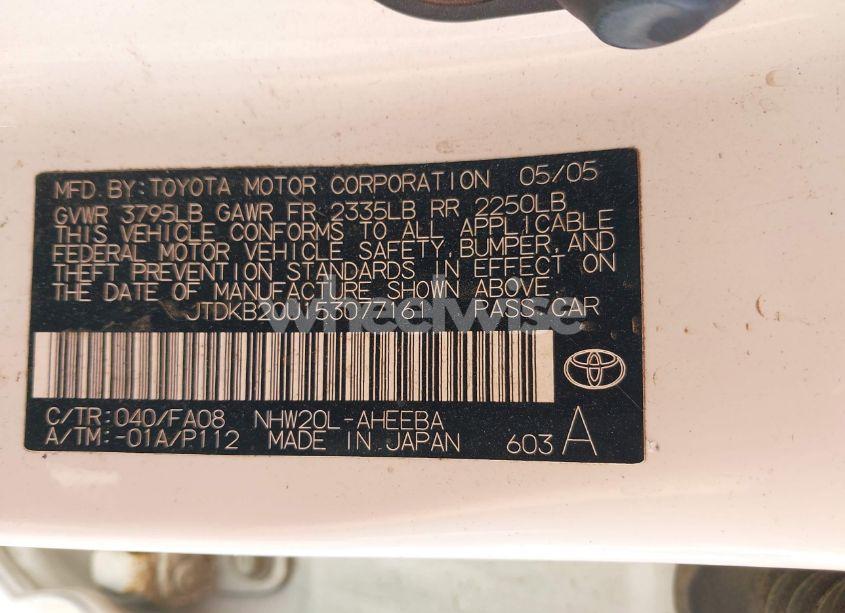 MFD.BY:TOYOTA MOTOR CORPORATION 05/05
GVWR 3795LB GAWR FR 2335LB RR 2250LB
THIS VEHICLE CONFORMS TO ALL APPLICABLE
FEDERAL MOTOR VEHICLE SAFETY,BUMPER,AND
THEFT PREVENTION STANDARDS IN EFFECT ON
THE DATE OF MANUFACTURE SHOWN ABOVE.
JTDKB20U153077161 PASS.CAR
wheelwise
C/TR:040/FA08 NHW20L-AHEEBA
A/TM:-01A/P112 MADE IN JAPAN 603 A